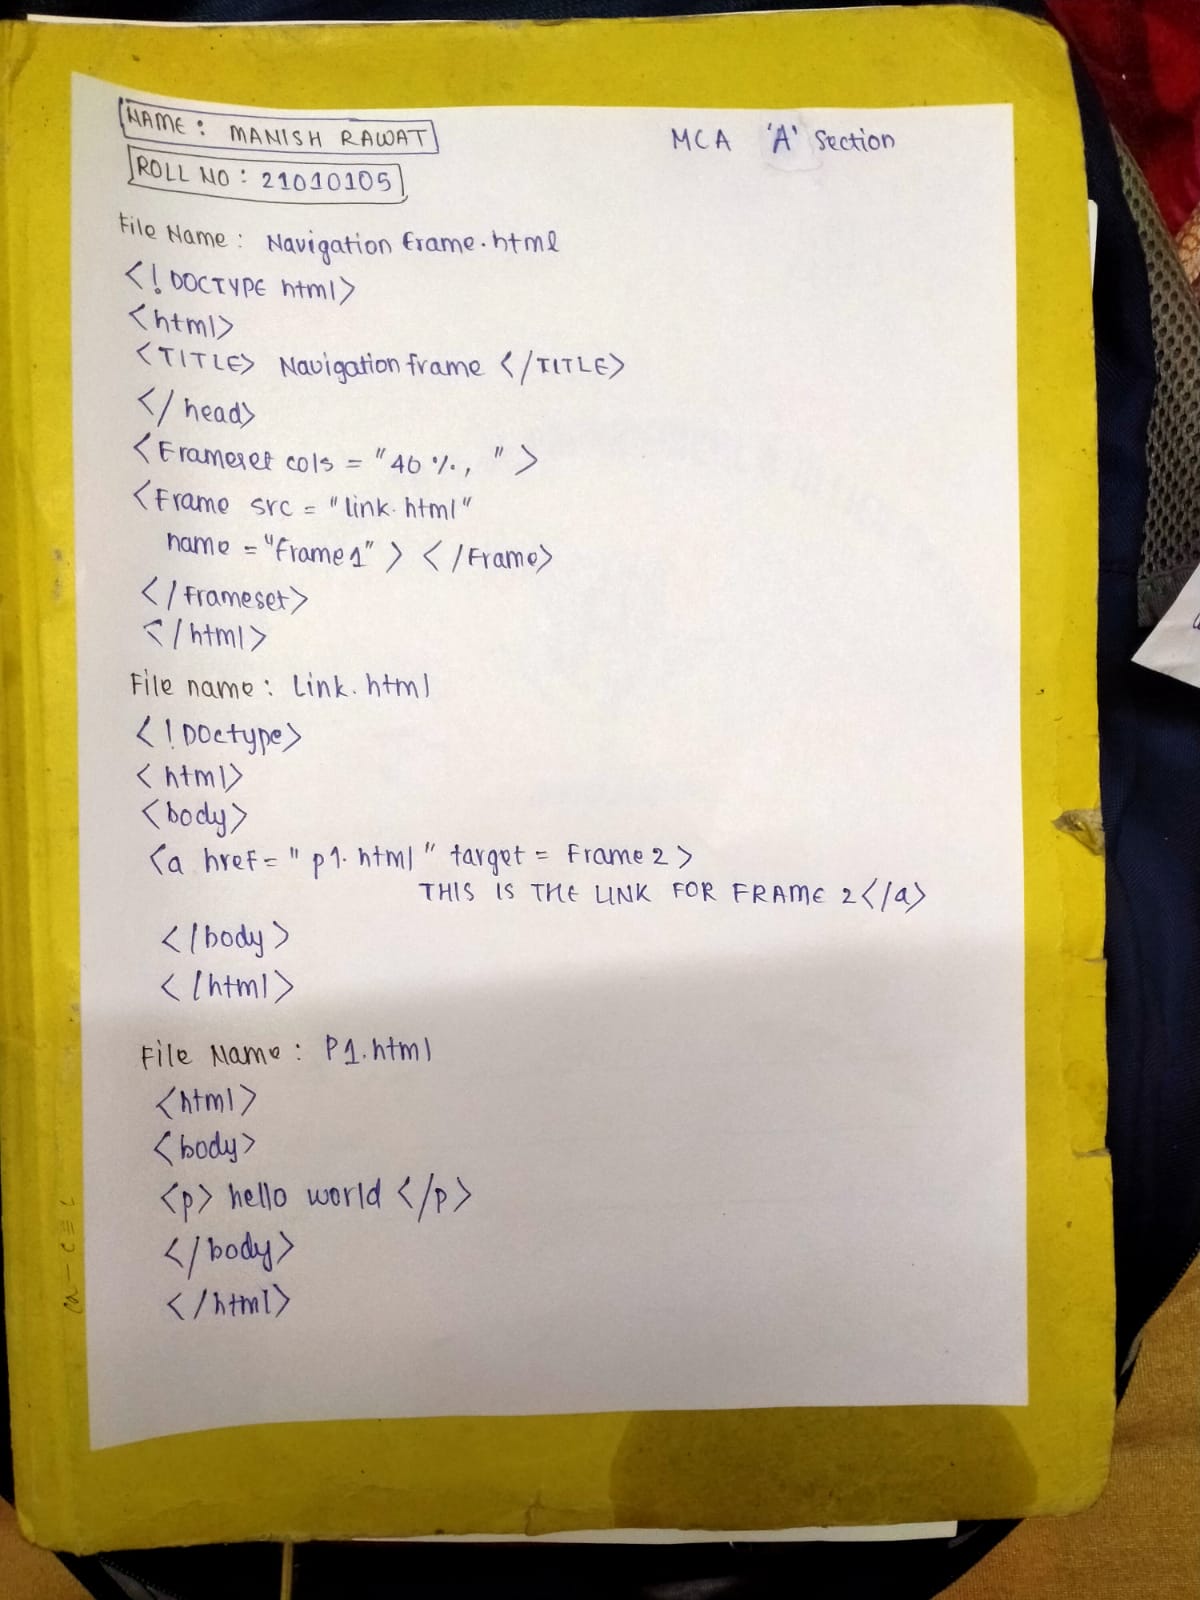 NAME: MANISH RAWAT
MCA 'A' Section
ROLL NO: 21010105
File Name: Navigation frame.html
<! DOCTYPE html>
<html>
<TITLE> Navigation frame </TITLE>
</head>
<Frameset cols = "40%, ">
<Frame src = "link.html"
name = "frame1" > </Frame>
</Frameset>
</html>
File name: Link.html
<!Doctype>
<html>
<body>
<a href= "p1.html" target = Frame 2>
THIS IS THE LINK FOR FRAME 2</a>
</body>
</html>
File Name: P1.html
<html>
<body>
<p> hello world </p>
</body>
</html>